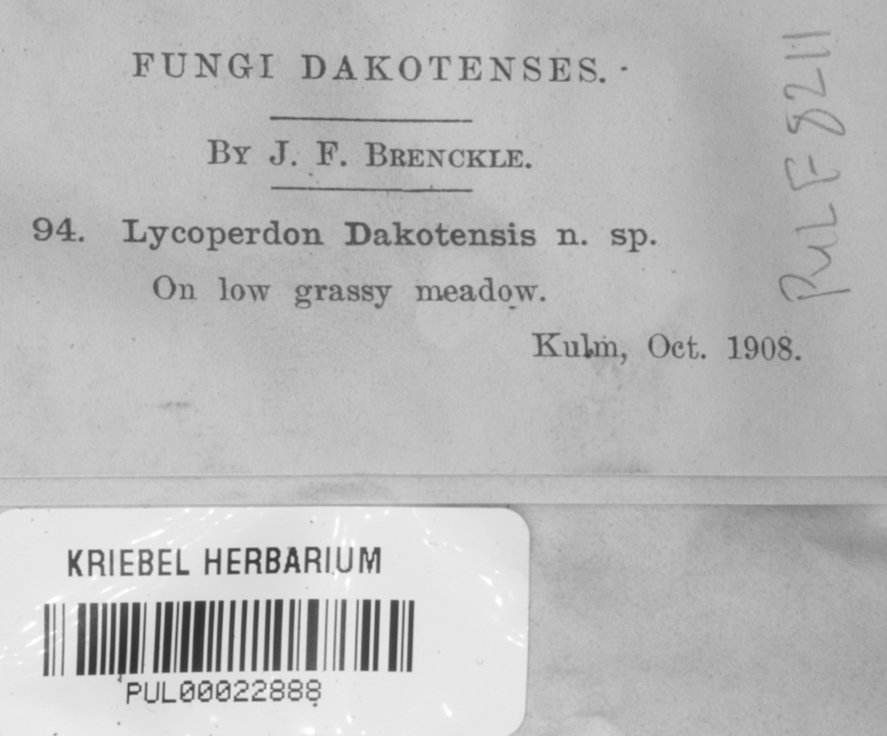 FUNGI DAKOTENSES.
BY J. F. BRENCKLE.
94. Lycoperdon Dakotensis n. sp.
On low grassy meadow.
Kulm, Oct. 1908.
PUL F 8211
KRIEBEL HERBARIUM
PUL00022888